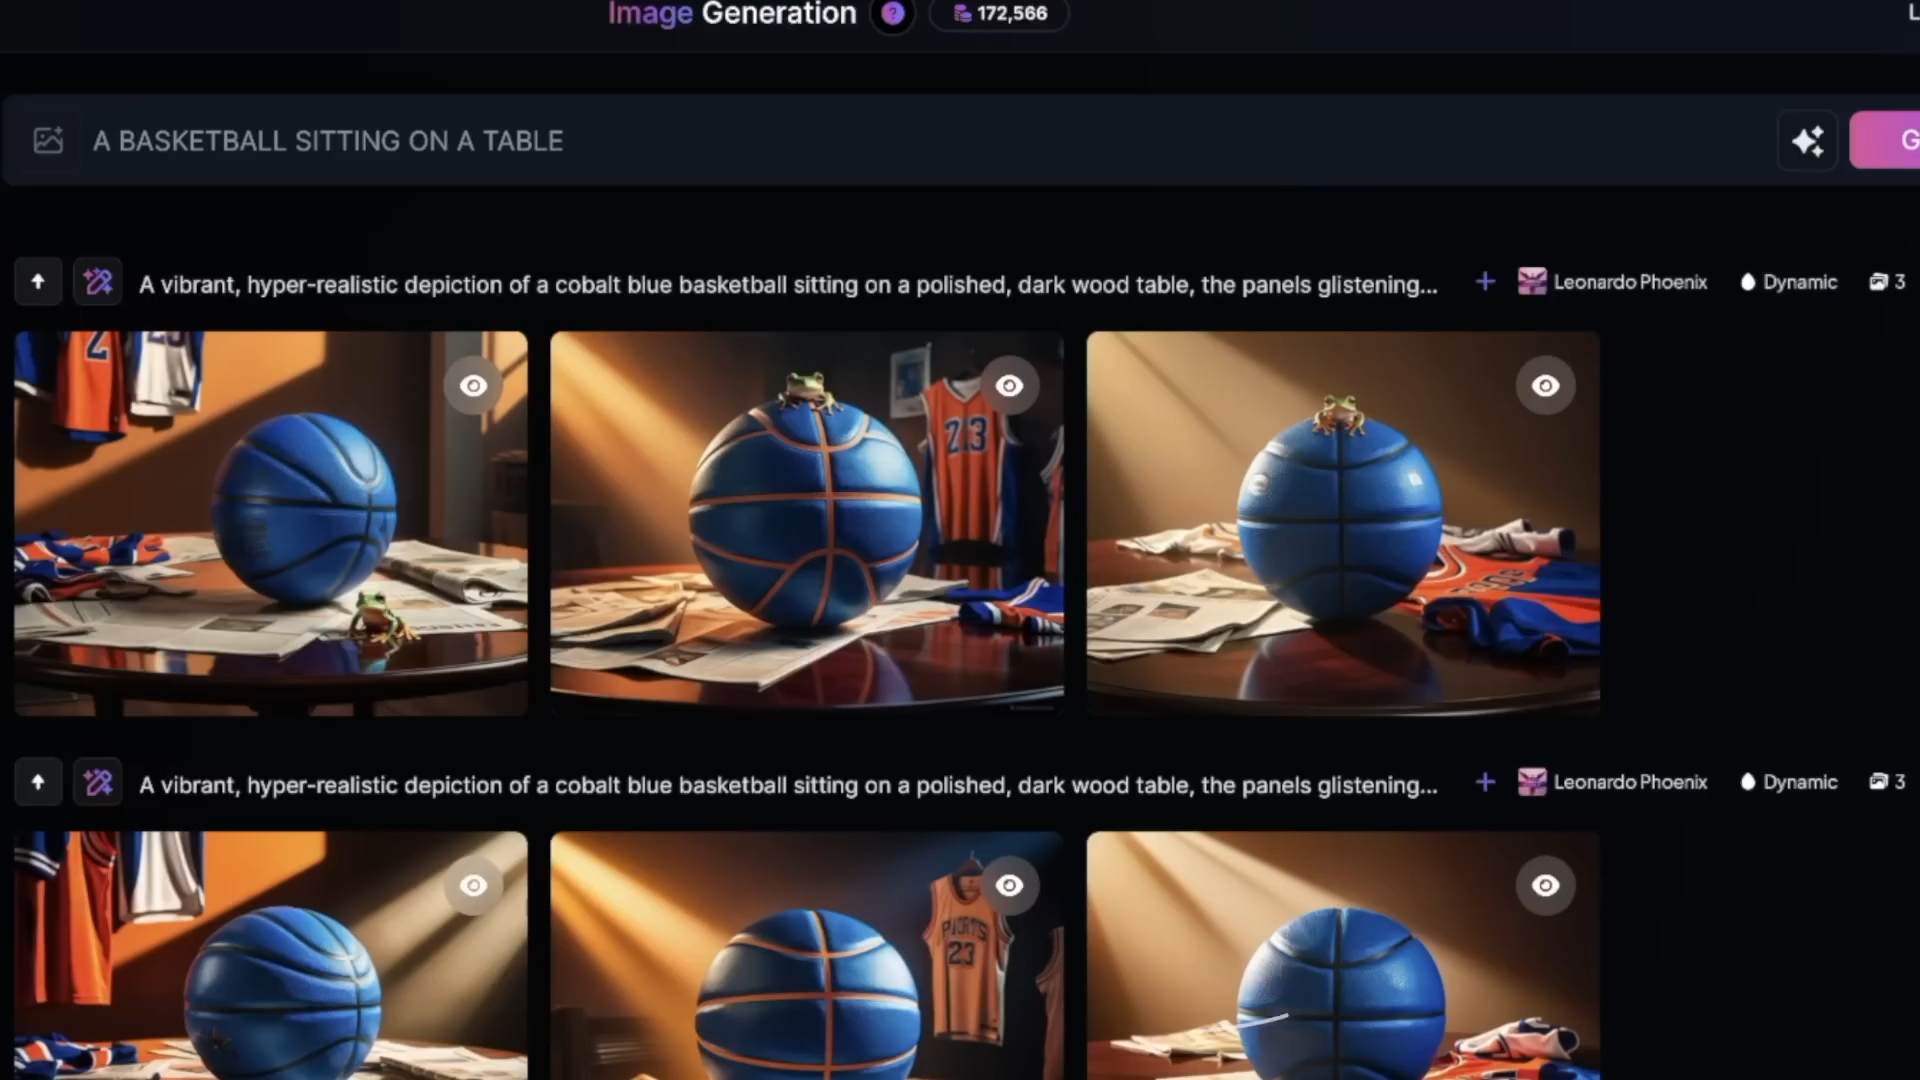 Image Generation ? 172,566
L
A BASKETBALL SITTING ON A TABLE
G
A vibrant, hyper-realistic depiction of a cobalt blue basketball sitting on a polished, dark wood table, the panels glistening... Leonardo Phoenix Dynamic 3
2
23
A vibrant, hyper-realistic depiction of a cobalt blue basketball sitting on a polished, dark wood table, the panels glistening... Leonardo Phoenix Dynamic 3
23